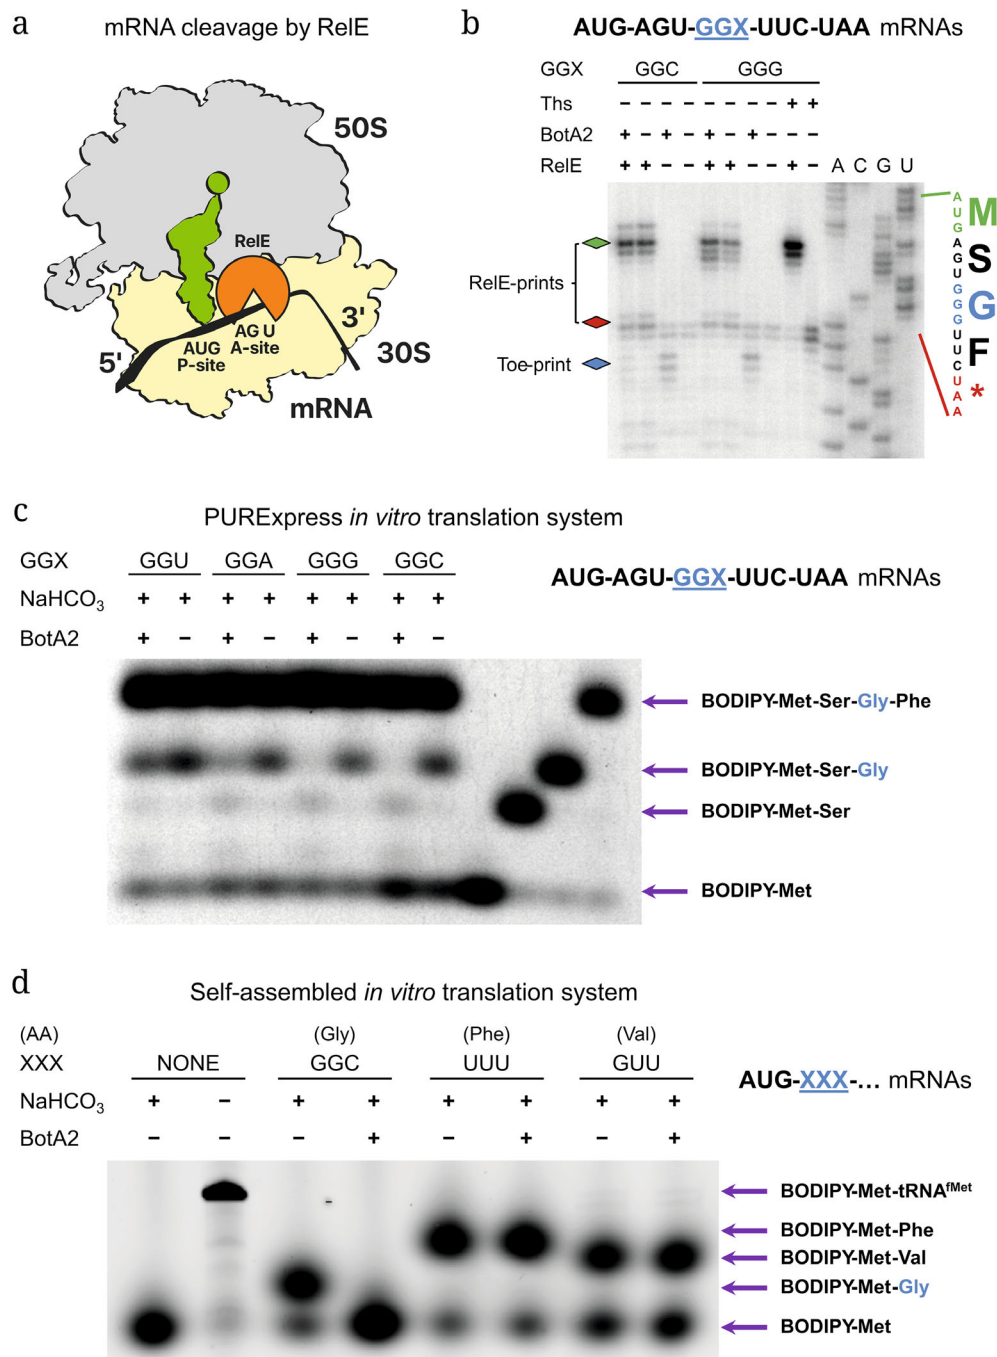 a
mRNA cleavage by RelE
50S
RelE
AG U
A-site
AUG
P-site
3'
5'
30S
mRNA
b
AUG-AGU-GGX-UUC-UAA mRNAs
GGX GGC GGG
Ths – – – – – – – – + +
BotA2 + – + – + – + – + –
RelE + + – – + + – – + – A C G U
RelE-prints
Toe-print
A
U
G
A
G
U
G
G
G
U
U
C
U
A
A
M
S
G
F
*
c
PURExpress in vitro translation system
GGX GGU GGA GGG GGC
NaHCO3 + + + + + + + +
BotA2 + – + – + – + –
AUG-AGU-GGX-UUC-UAA mRNAs
BODIPY-Met-Ser-Gly-Phe
BODIPY-Met-Ser-Gly
BODIPY-Met-Ser
BODIPY-Met
d
Self-assembled in vitro translation system
(AA) (Gly) (Phe) (Val)
XXX NONE GGC UUU GUU
NaHCO3 + – + + + + + +
BotA2 – – – + – + – +
AUG-XXX-... mRNAs
BODIPY-Met-tRNAfMet
BODIPY-Met-Phe
BODIPY-Met-Val
BODIPY-Met-Gly
BODIPY-Met